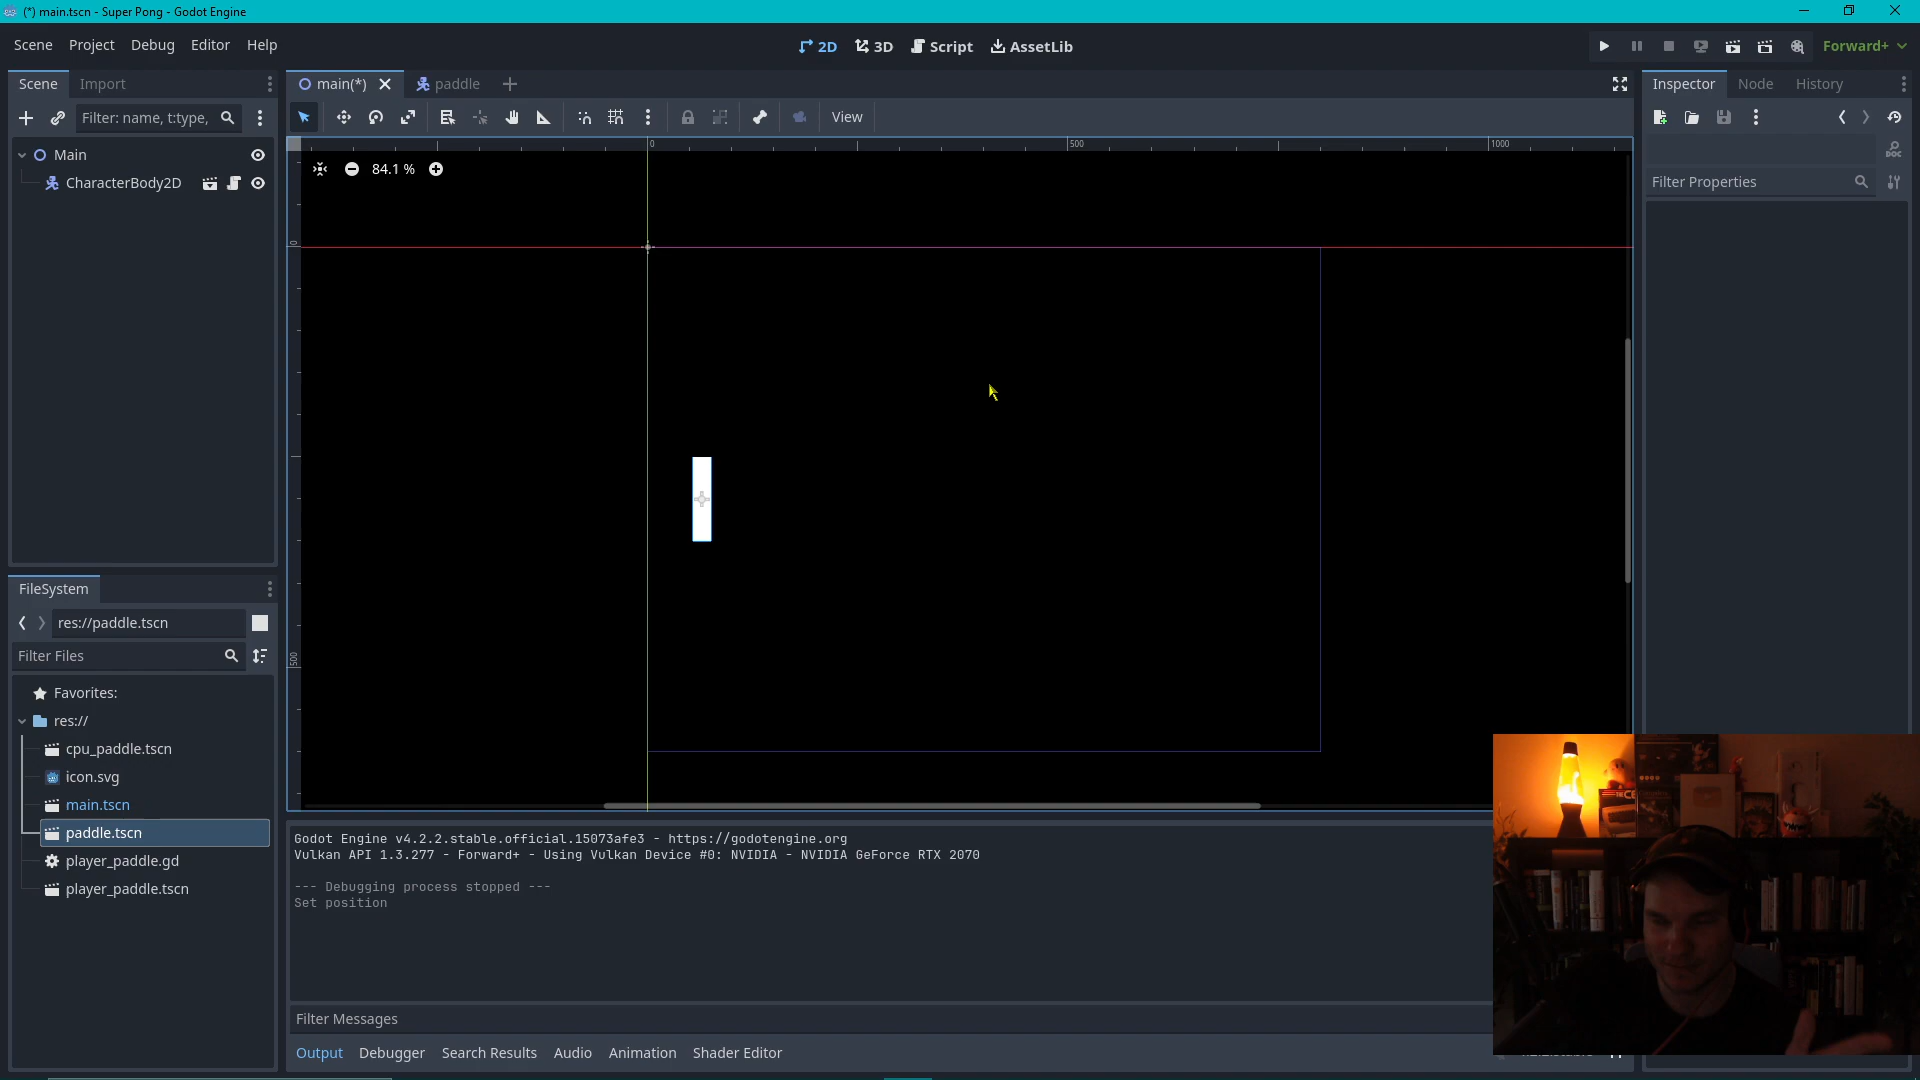 (*) main.tscn - Super Pong - Godot Engine
Scene Project Debug Editor Help
2D 3D Script AssetLib
Forward+
Scene Import
main(*) paddle
Inspector Node History
Filter: name, t:type,
View
DOC
Main
CharacterBody2D
Filter Properties
0 500 1000
84.1 %
0
500
FileSystem
res://paddle.tscn
Filter Files
Favorites:
res://
cpu_paddle.tscn
icon.svg
main.tscn
paddle.tscn
player_paddle.gd
player_paddle.tscn
Godot Engine v4.2.2.stable.official.15073afe3 - https://godotengine.org
Vulkan API 1.3.277 - Forward+ - Using Vulkan Device #0: NVIDIA - NVIDIA GeForce RTX 2070
--- Debugging process stopped ---
Set position
Filter Messages
Output Debugger Search Results Audio Animation Shader Editor